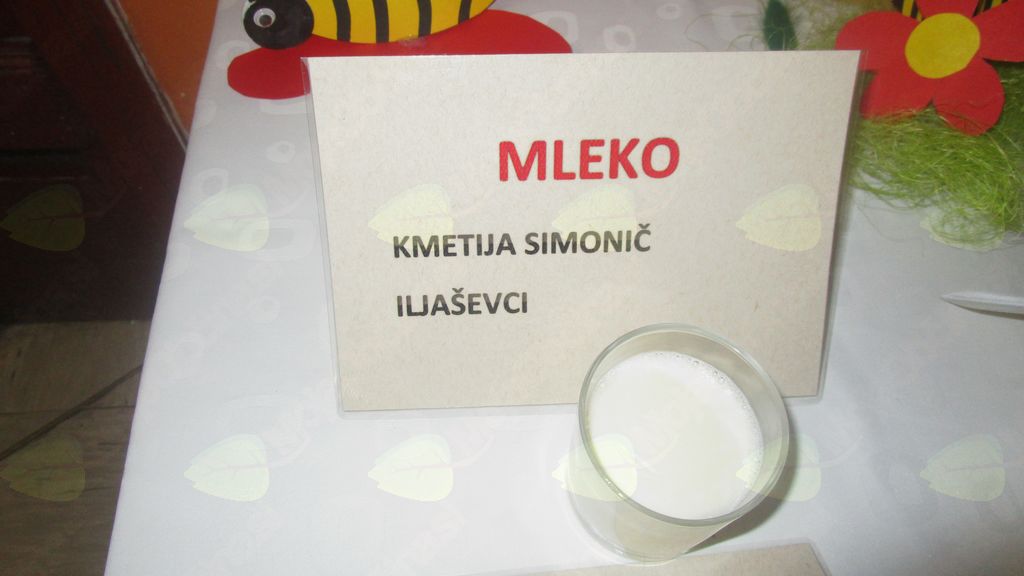 MLEKO
KMETIJA SIMONIČ
ILJAŠEVCI